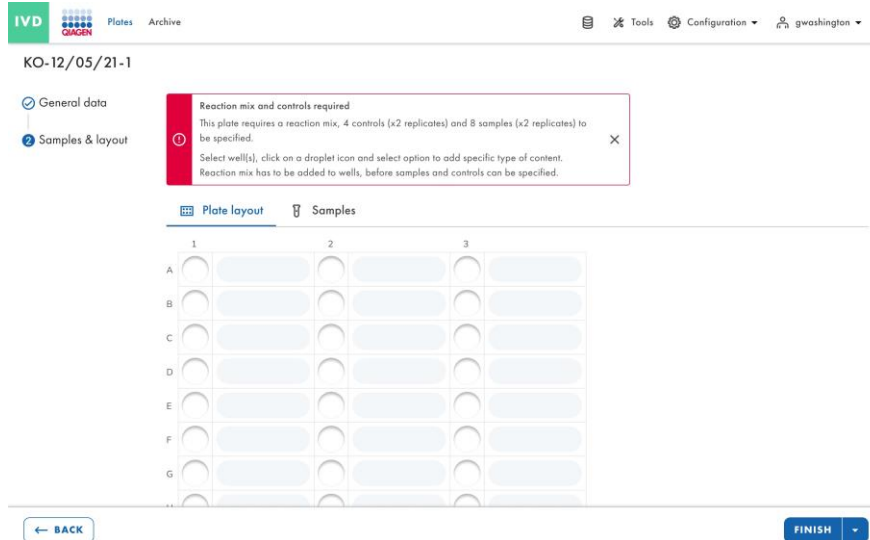 IVD QIAGEN Plates Archive Tools Configuration gwashington
KO-12/05/21-1
General data
2 Samples & layout
Reaction mix and controls required
This plate requires a reaction mix, 4 controls (x2 replicates) and 8 samples (x2 replicates) to
be specified.
Select well(s), click on a droplet icon and select option to add specific type of content.
Reaction mix has to be added to wells, before samples and controls can be specified.
Plate layout Samples
1 2 3
A
B
C
D
E
F
G
← BACK FINISH